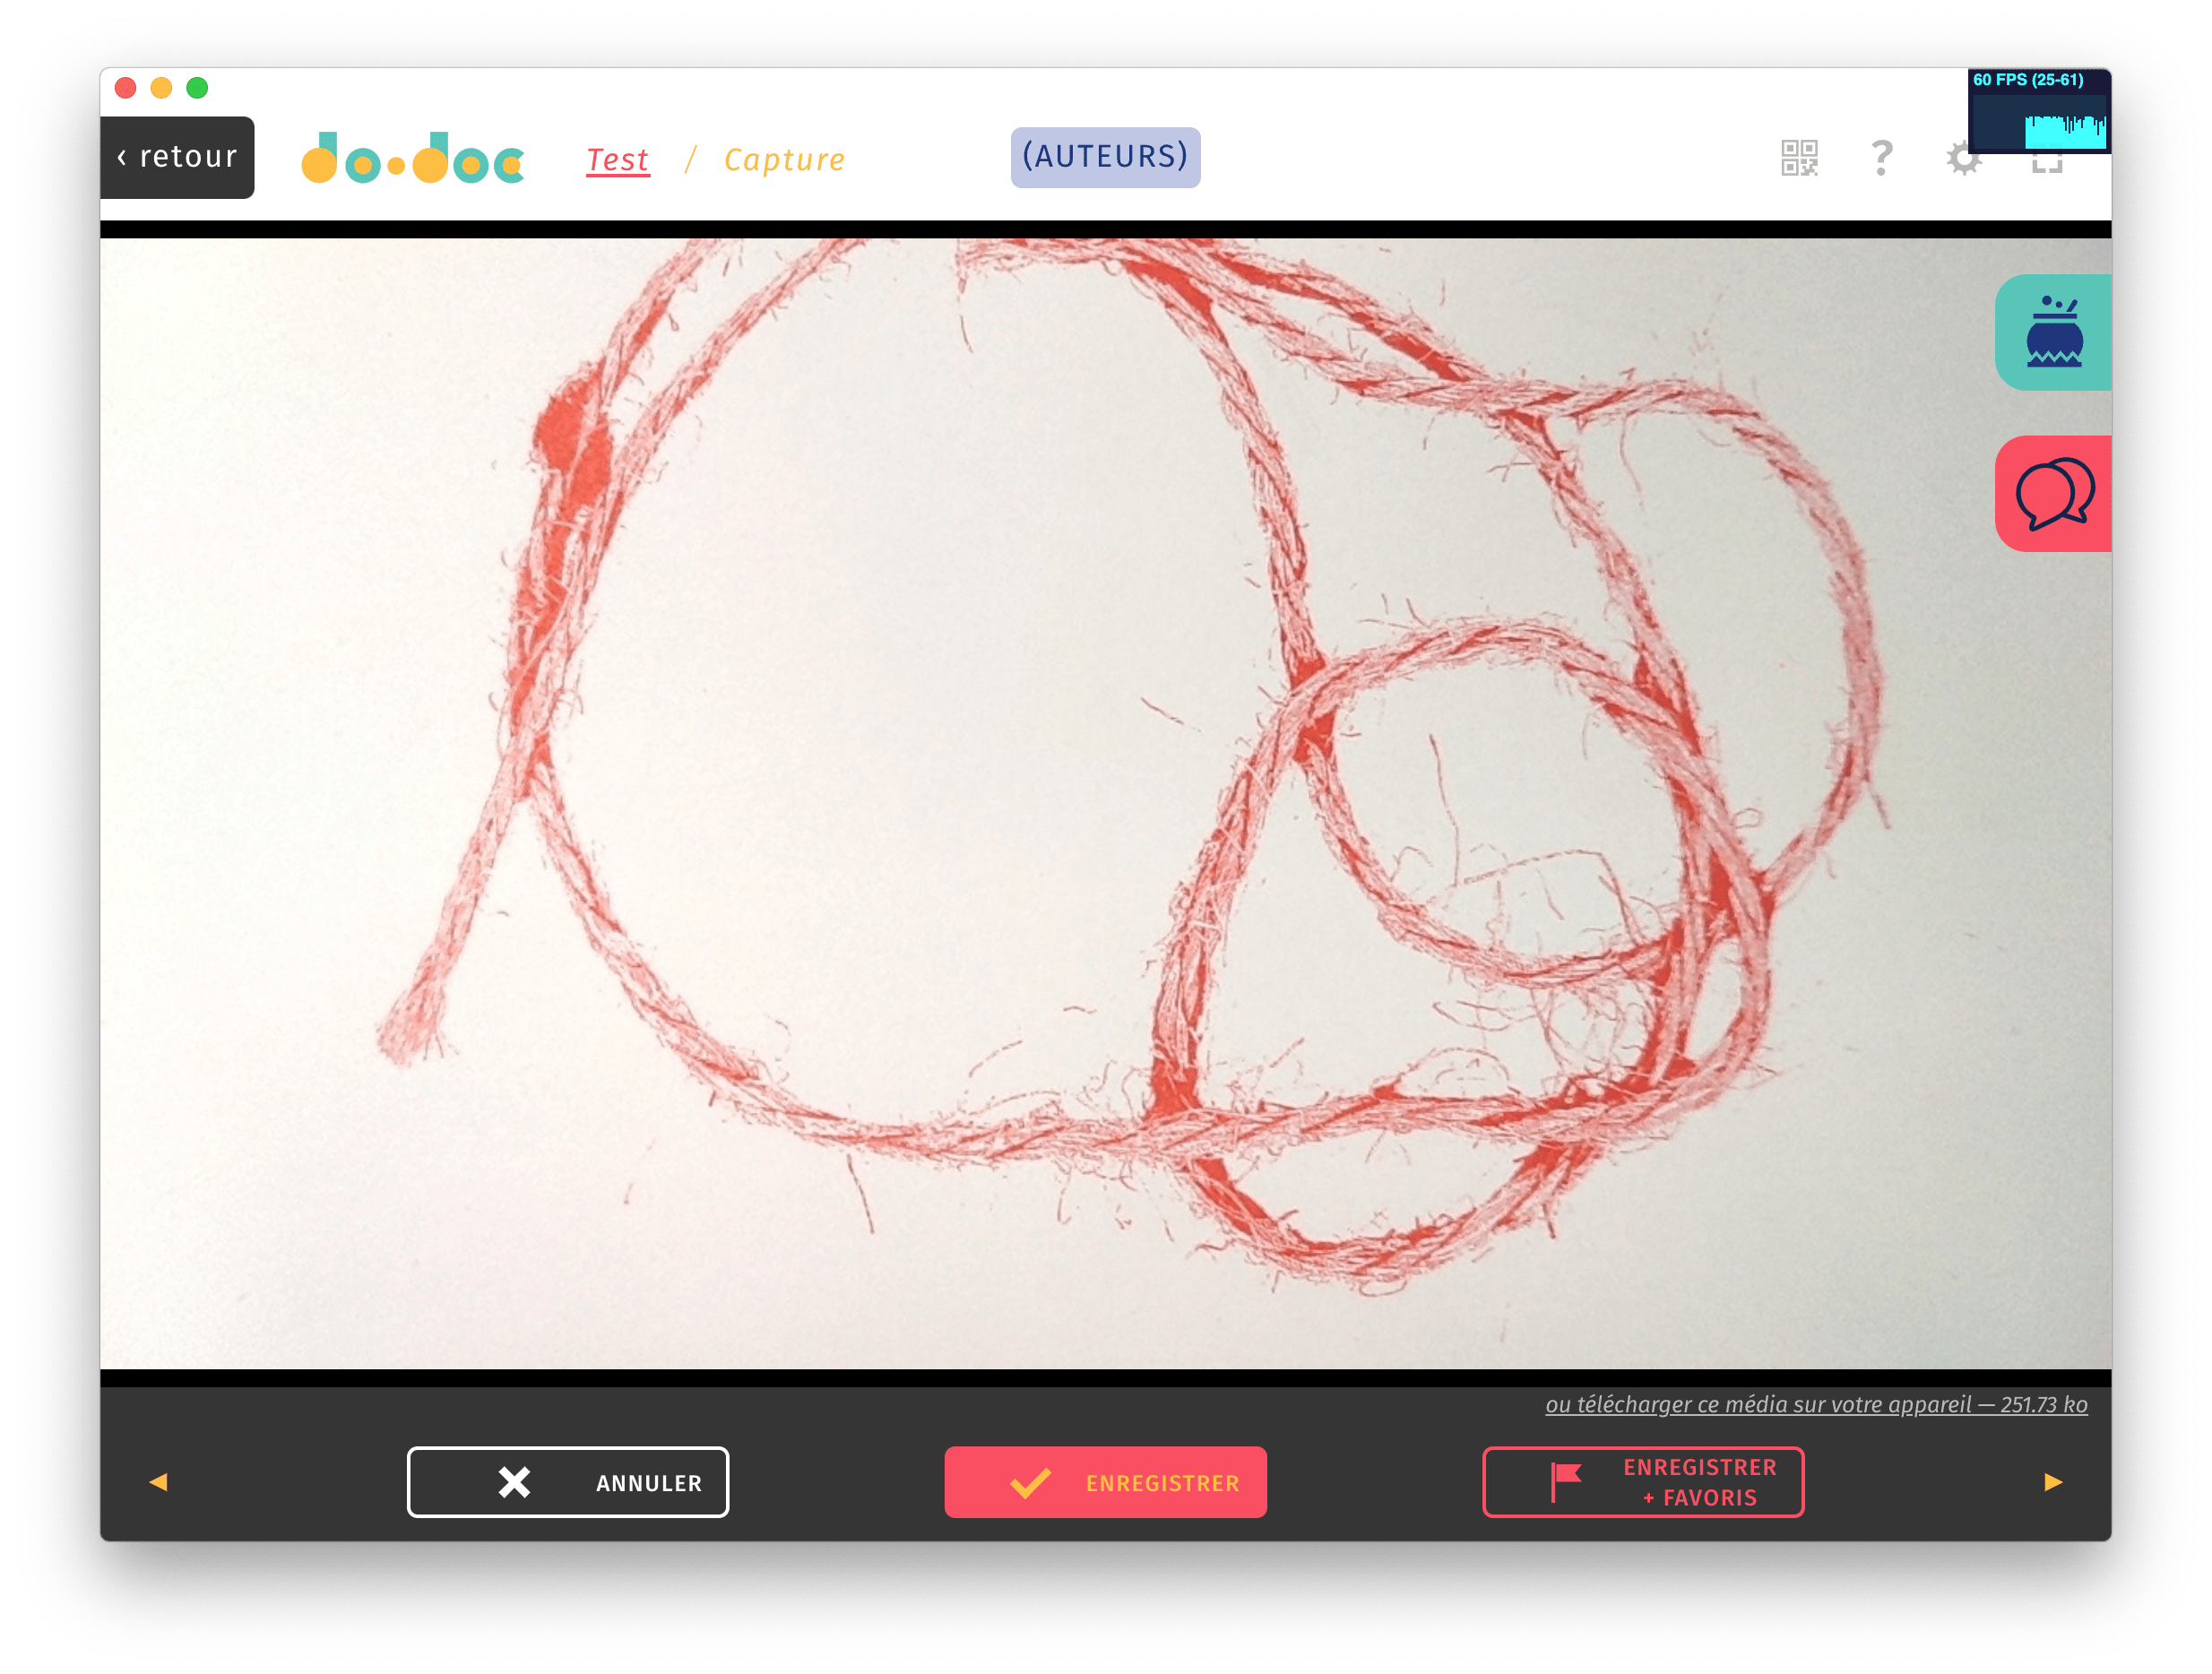 60 FPS (25-61)
‹ retour
do•doc
Test / Capture
(AUTEURS)
?
ou télécharger ce média sur votre appareil — 251.73 ko
ANNULER
ENREGISTRER
ENREGISTRER
+ FAVORIS